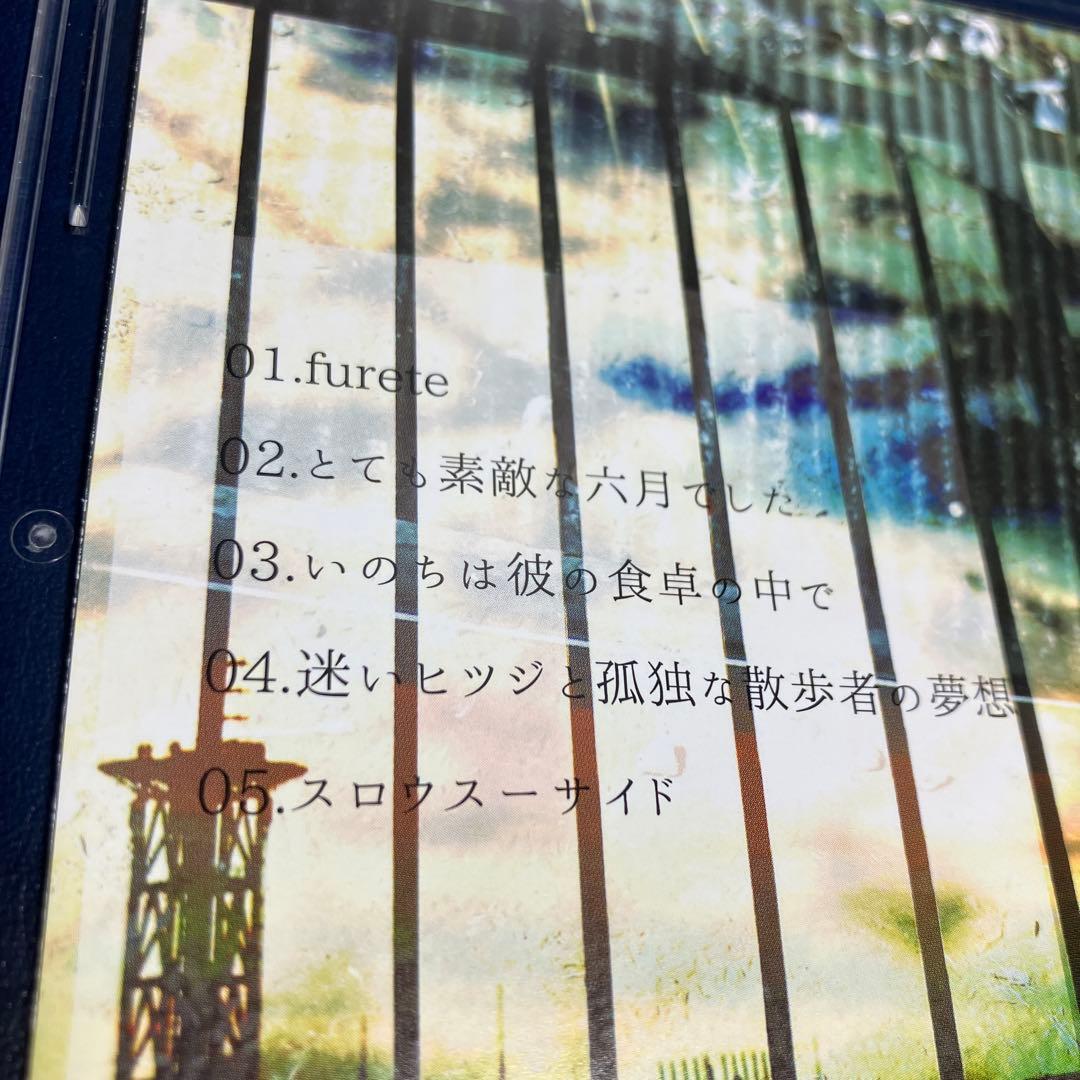 01.furete
02.とても素敵な六月でした
03.いのちは彼の食卓の中で
04.迷いヒツジと孤独な散歩者の夢想
05.スロウスーサイド